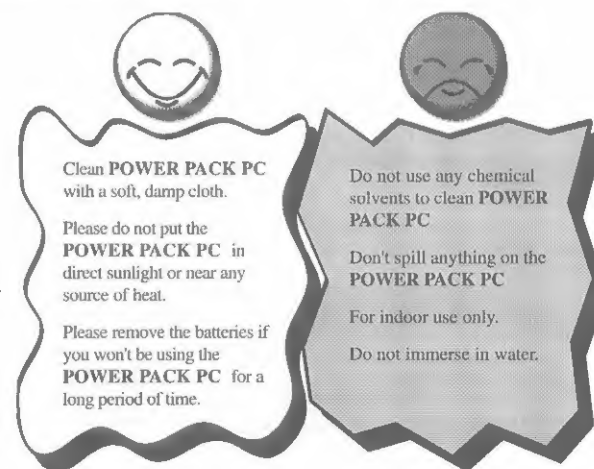 Clean POWER PACK PC
with a soft, damp cloth.
Please do not put the
POWER PACK PC in
direct sunlight or near any
source of heat.
Please remove the batteries if
you won't be using the
POWER PACK PC for a
long period of time.
Do not use any chemical
solvents to clean POWER
PACK PC
Don't spill anything on the
POWER PACK PC
For indoor use only.
Do not immerse in water.